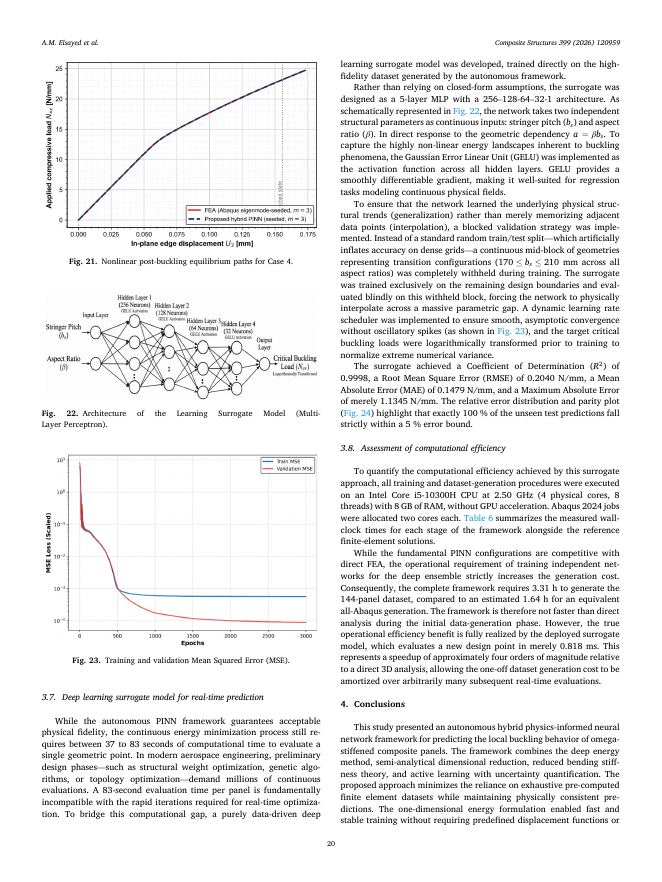 A.M. Elsayed et al.
Composite Structures 399 (2026) 120959
Applied compressive load Nxx [N/mm]
25
20
15
10
5
0
FEA (Abaqus eigenmode-seeded, m = 3)
Proposed hybrid PINN (seeded, m = 3)
0.000 0.025 0.050 0.075 0.100 0.125 0.150 0.175
In-plane edge displacement U3 [mm]
Fig. 21. Nonlinear post-buckling equilibrium paths for Case 4.
Input Layer
Hidden Layer 1
(256 Neurons)
GELU Activation
Hidden Layer 2
(128 Neurons)
GELU Activation
Hidden Layer 3
(64 Neurons)
GELU Activation
Hidden Layer 4
(32 Neurons)
GELU Activation
Output
Layer
Stringer Pitch
(bs)
Aspect Ratio
(β)
Critical Buckling
Load (Ncr)
Logarithmically Transformed
Fig. 22. Architecture of the Learning Surrogate Model (Multi-
Layer Perceptron).
MSE Loss (Scaled)
10¹
10⁰
10⁻¹
10⁻²
10⁻³
10⁻⁴
Train MSE
Validation MSE
0 500 1000 1500 2000 2500 3000
Epochs
Fig. 23. Training and validation Mean Squared Error (MSE).
3.7. Deep learning surrogate model for real-time prediction
While the autonomous PINN framework guarantees acceptable
physical fidelity, the continuous energy minimization process still re-
quires between 37 to 83 seconds of computational time to evaluate a
single geometric point. In modern aerospace engineering, preliminary
design phases—such as structural weight optimization, genetic algo-
rithms, or topology optimization—demand millions of continuous
evaluations. A 83-second evaluation time per panel is fundamentally
incompatible with the rapid iterations required for real-time optimiza-
tion. To bridge this computational gap, a purely data-driven deep
learning surrogate model was developed, trained directly on the high-
fidelity dataset generated by the autonomous framework.
Rather than relying on closed-form assumptions, the surrogate was
designed as a 5-layer MLP with a 256–128-64–32-1 architecture. As
schematically represented in Fig. 22, the network takes two independent
structural parameters as continuous inputs: stringer pitch (bs) and aspect
ratio (β). In direct response to the geometric dependency a = βbs. To
capture the highly non-linear energy landscapes inherent to buckling
phenomena, the Gaussian Error Linear Unit (GELU) was implemented as
the activation function across all hidden layers. GELU provides a
smoothly differentiable gradient, making it well-suited for regression
tasks modeling continuous physical fields.
To ensure that the network learned the underlying physical struc-
tural trends (generalization) rather than merely memorizing adjacent
data points (interpolation), a blocked validation strategy was imple-
mented. Instead of a standard random train/test split—which artificially
inflates accuracy on dense grids—a continuous mid-block of geometries
representing transition configurations (170 ≤ bs ≤ 210 mm across all
aspect ratios) was completely withheld during training. The surrogate
was trained exclusively on the remaining design boundaries and eval-
uated blindly on this withheld block, forcing the network to physically
interpolate across a massive parametric gap. A dynamic learning rate
scheduler was implemented to ensure smooth, asymptotic convergence
without oscillatory spikes (as shown in Fig. 23), and the target critical
buckling loads were logarithmically transformed prior to training to
normalize extreme numerical variance.
The surrogate achieved a Coefficient of Determination (R²) of
0.9998, a Root Mean Square Error (RMSE) of 0.2040 N/mm, a Mean
Absolute Error (MAE) of 0.1479 N/mm, and a Maximum Absolute Error
of merely 1.1345 N/mm. The relative error distribution and parity plot
(Fig. 24) highlight that exactly 100 % of the unseen test predictions fall
strictly within a 5 % error bound.
3.8. Assessment of computational efficiency
To quantify the computational efficiency achieved by this surrogate
approach, all training and dataset-generation procedures were executed
on an Intel Core i5-10300H CPU at 2.50 GHz (4 physical cores, 8
threads) with 8 GB of RAM, without GPU acceleration. Abaqus 2024 jobs
were allocated two cores each. Table 6 summarizes the measured wall-
clock times for each stage of the framework alongside the reference
finite-element solutions.
While the fundamental PINN configurations are competitive with
direct FEA, the operational requirement of training independent net-
works for the deep ensemble strictly increases the generation cost.
Consequently, the complete framework requires 3.31 h to generate the
144-panel dataset, compared to an estimated 1.64 h for an equivalent
all-Abaqus generation. The framework is therefore not faster than direct
analysis during the initial data-generation phase. However, the true
operational efficiency benefit is fully realized by the deployed surrogate
model, which evaluates a new design point in merely 0.818 ms. This
represents a speedup of approximately four orders of magnitude relative
to a direct 3D analysis, allowing the one-off dataset generation cost to be
amortized over arbitrarily many subsequent real-time evaluations.
4. Conclusions
This study presented an autonomous hybrid physics-informed neural
network framework for predicting the local buckling behavior of omega-
stiffened composite panels. The framework combines the deep energy
method, semi-analytical dimensional reduction, reduced bending stiff-
ness theory, and active learning with uncertainty quantification. The
proposed approach minimizes the reliance on exhaustive pre-computed
finite element datasets while maintaining physically consistent pre-
dictions. The one-dimensional energy formulation enabled fast and
stable training without requiring predefined displacement functions or
20